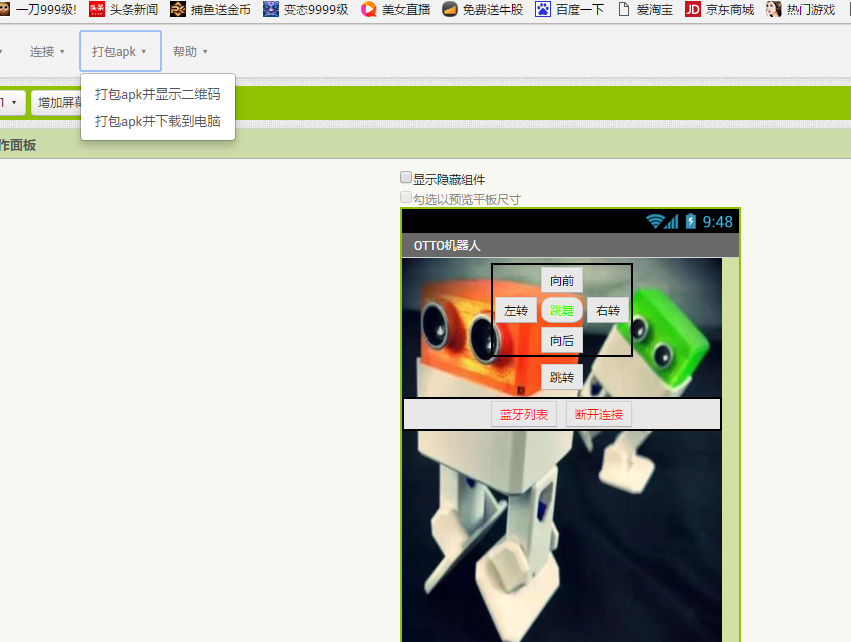 一刀999级! 头条新闻 捕鱼送金币 变态9999级 美女直播 免费送牛股 百度一下 爱淘宝 JD 京东商城 热门游戏
连接 打包apk 帮助
打包apk并显示二维码
增加屏幕
打包apk并下载到电脑
作面板
显示隐藏组件
勾选以预览平板尺寸
9:48
OTTO机器人
向前
左转 跳舞 右转
向后
跳转
蓝牙列表 断开连接